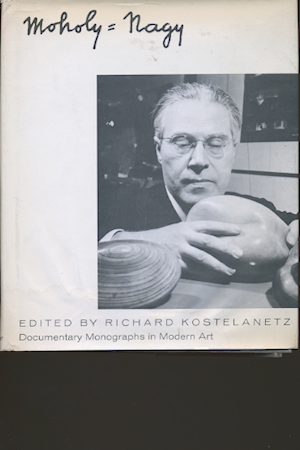 Moholy = Nagy
EDITED BY RICHARD KOSTELANETZ
Documentary Monographs in Modern Art